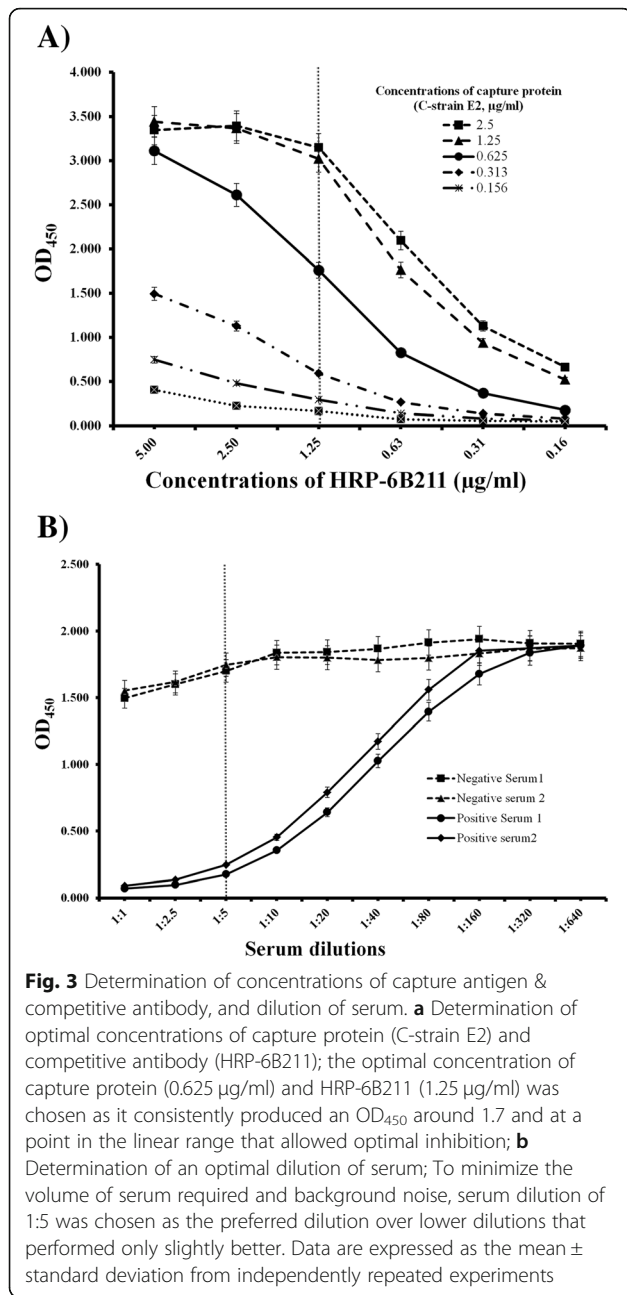 A)
4.000
3.500
3.000
2.500
2.000
1.500
1.000
0.500
0.000
OD450
Concentrations of capture protein
(C-strain E2, µg/ml)
2.5
1.25
0.625
0.313
0.156
5.00
2.50
1.25
0.63
0.31
0.16
Concentrations of HRP-6B211 (µg/ml)
B)
2.500
2.000
1.500
1.000
0.500
0.000
OD450
Negative Serum1
Negative serum 2
Positive Serum 1
Positive serum2
1:1
1:2.5
1:5
1:10
1:20
1:40
1:80
1:160
1:320
1:640
Serum dilutions
Fig. 3 Determination of concentrations of capture antigen &
competitive antibody, and dilution of serum. a Determination of
optimal concentrations of capture protein (C-strain E2) and
competitive antibody (HRP-6B211); the optimal concentration of
capture protein (0.625 µg/ml) and HRP-6B211 (1.25 µg/ml) was
chosen as it consistently produced an OD450 around 1.7 and at a
point in the linear range that allowed optimal inhibition; b
Determination of an optimal dilution of serum; To minimize the
volume of serum required and background noise, serum dilution of
1:5 was chosen as the preferred dilution over lower dilutions that
performed only slightly better. Data are expressed as the mean ±
standard deviation from independently repeated experiments